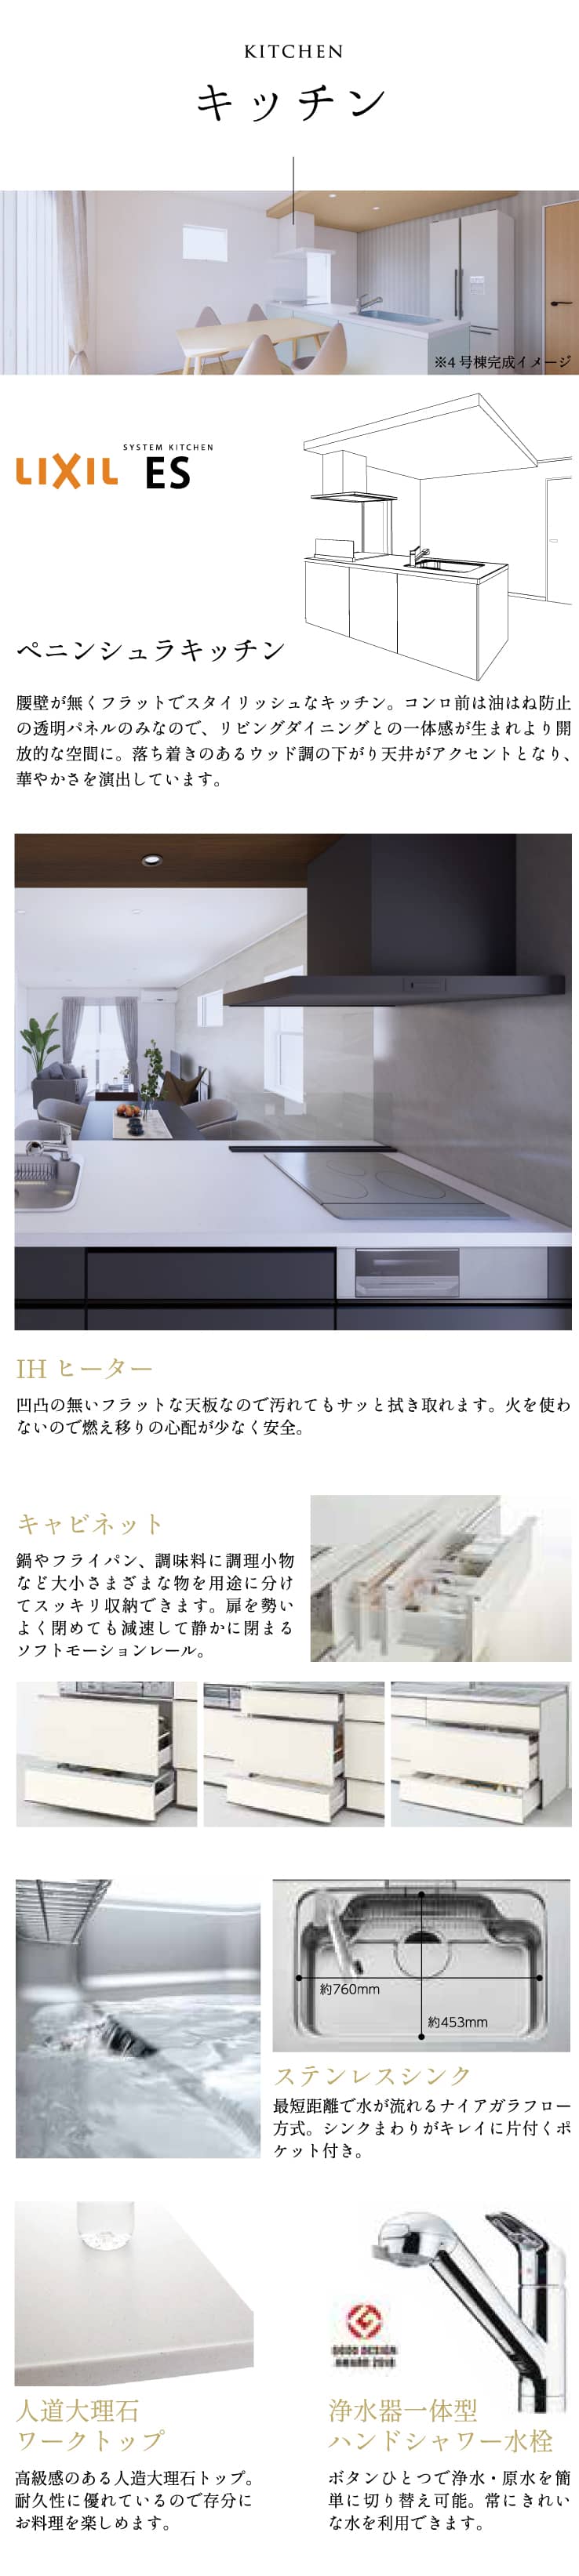 KITCHEN
キッチン
※4 号棟完成イメージ
SYSTEM KITCHEN
LIXIL ES
ペニンシュラキッチン
腰壁が無くフラットでスタイリッシュなキッチン。コンロ前は油はね防止
の透明パネルのみなので、リビングダイニングとの一体感が生まれより開
放的な空間に。落ち着きのあるウッド調の下がり天井がアクセントとなり、
華やかさを演出しています。
IH ヒーター
凹凸の無いフラットな天板なので汚れてもサッと拭き取れます。火を使わ
ないので燃え移りの心配が少なく安全。
キャビネット
鍋やフライパン、調味料に調理小物
など大小さまざまな物を用途に分け
てスッキリ収納できます。扉を勢い
よく閉めても減速して静かに閉まる
ソフトモーションレール。
約760mm
約453mm
ステンレスシンク
最短距離で水が流れるナイアガラフロー
方式。シンクまわりがキレイに片付くポ
ケット付き。
人道大理石
ワークトップ
高級感のある人造大理石トップ。
耐久性に優れているので存分に
お料理を楽しめます。
GOOD DESIGN
浄水器一体型
ハンドシャワー水栓
ボタンひとつで浄水・原水を簡
単に切り替え可能。常にきれい
な水を利用できます。